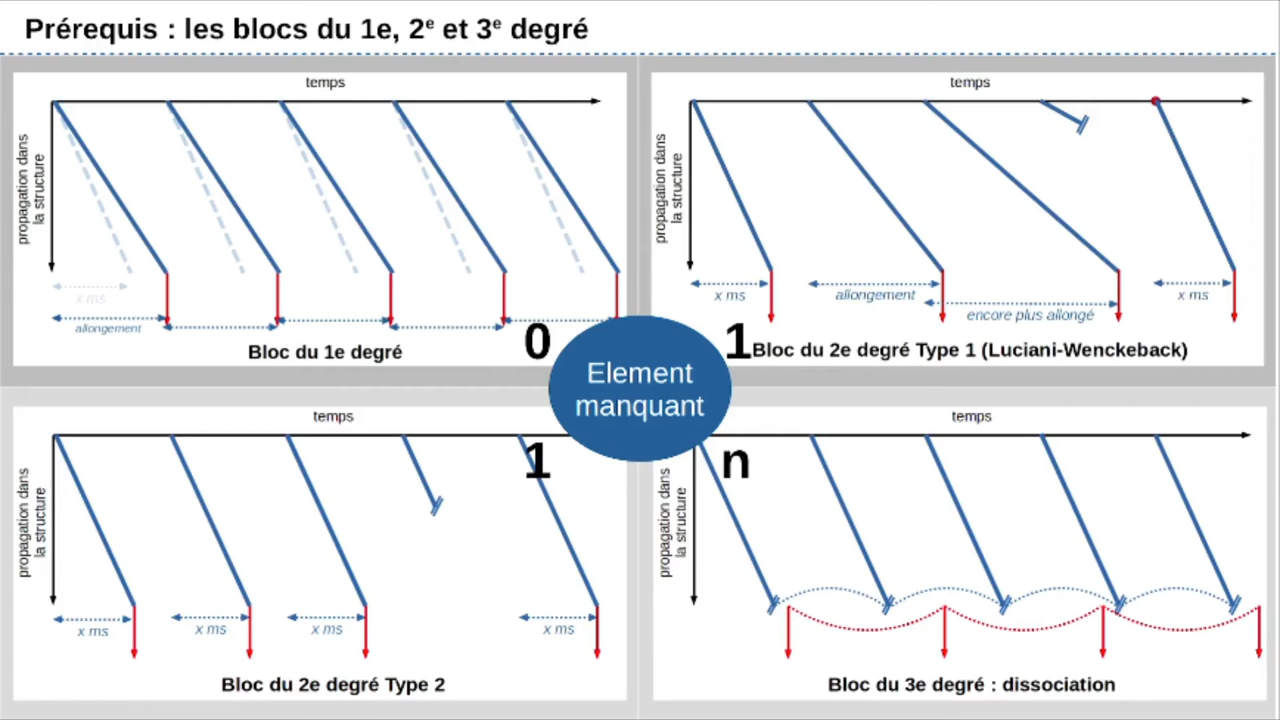 Prérequis : les blocs du 1e, 2e et 3e degré
temps
propagation dans
la structure
x ms
allongement
Bloc du 1e degré
0
temps
propagation dans
la structure
x ms
allongement
encore plus allongé
x ms
1
Bloc du 2e degré Type 1 (Luciani-Wenckeback)
Element
manquant
temps
1
propagation dans
la structure
x ms
x ms
x ms
x ms
Bloc du 2e degré Type 2
temps
n
propagation dans
la structure
Bloc du 3e degré : dissociation